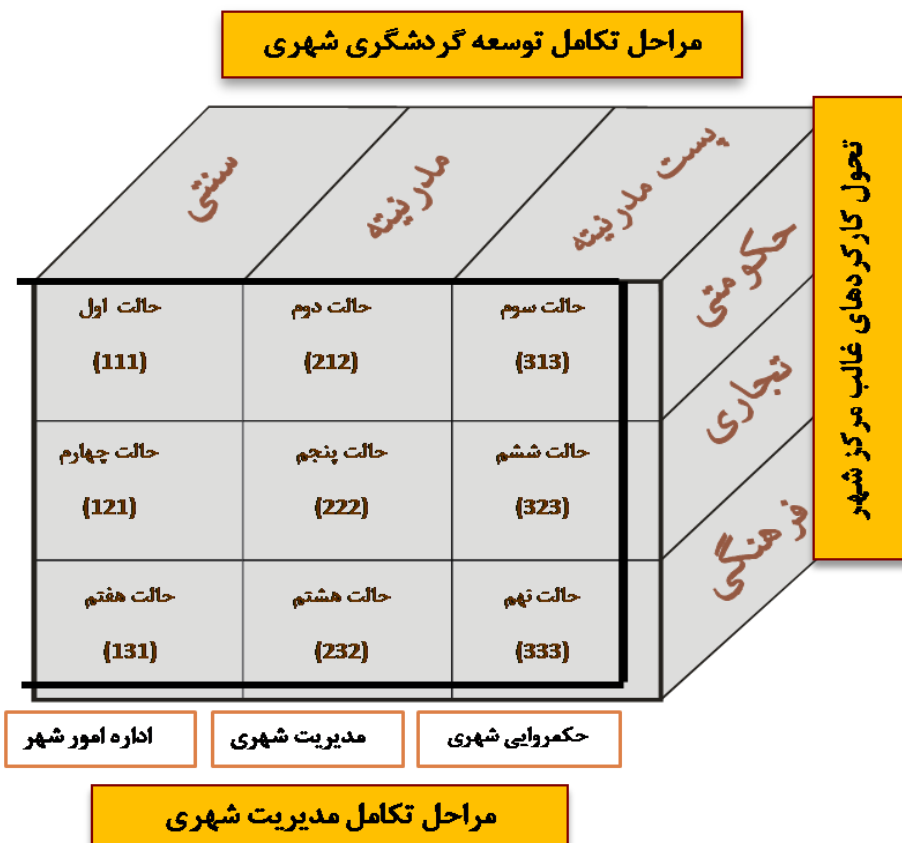 مراحل تکامل توسعه گردشگری شهری
تحول کارکردهای غالب مرکز شهر
پست مدرنیته
مدرنیته
سنتی
حکومتی
تجاری
فرهنگی
حالت سوم
(313)
حالت دوم
(212)
حالت اول
(111)
حالت ششم
(323)
حالت پنجم
(222)
حالت چهارم
(121)
حالت نهم
(333)
حالت هشتم
(232)
حالت هفتم
(131)
حکمروایی شهری
مدیریت شهری
اداره امور شهر
مراحل تکامل مدیریت شهری